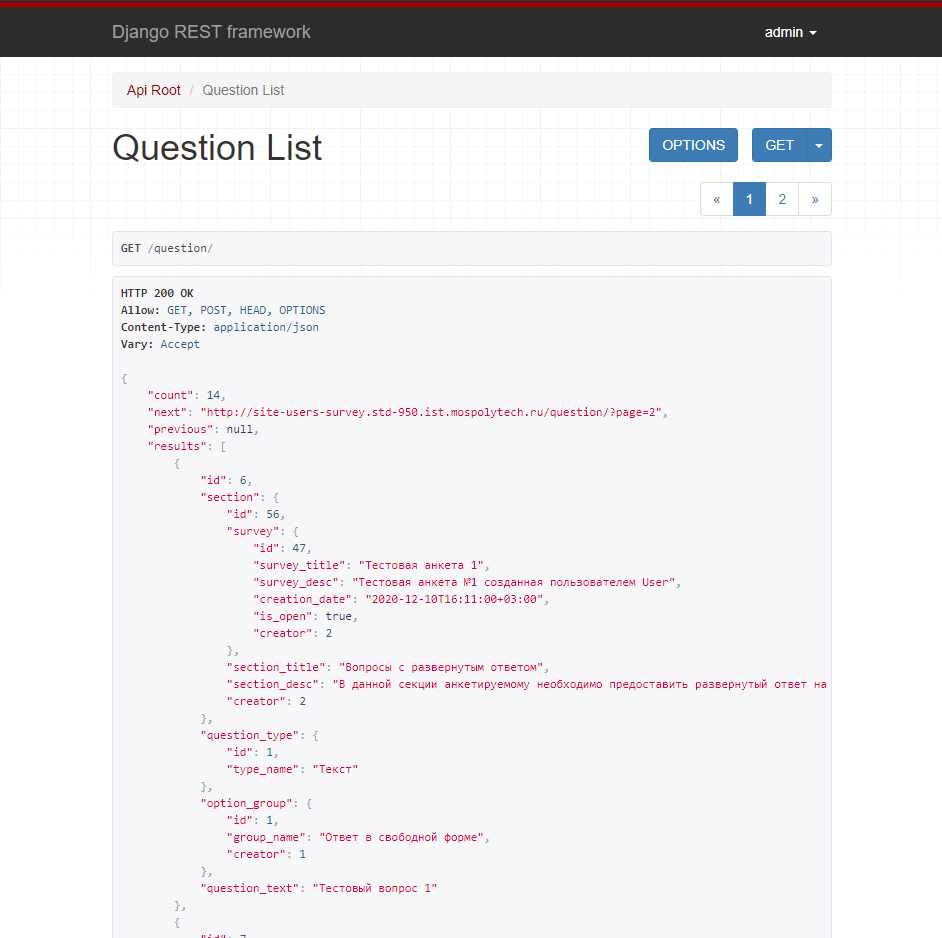 Django REST framework
admin
Api Root / Question List
Question List
OPTIONS
GET
« 1 2 »
GET /question/
HTTP 200 OK
Allow: GET, POST, HEAD, OPTIONS
Content-Type: application/json
Vary: Accept
{
"count": 14,
"next": "http://site-users-survey.std-950.ist.mospolytech.ru/question/?page=2",
"previous": null,
"results": [
{
"id": 6,
"section": {
"id": 56,
"survey": {
"id": 47,
"survey_title": "Тестовая анкета 1",
"survey_desc": "Тестовая анкета №1 созданная пользователем User",
"creation_date": "2020-12-10T16:11:00+03:00",
"is_open": true,
"creator": 2
},
"section_title": "Вопросы с развернутым ответом",
"section_desc": "В данной секции анкетируемому необходимо предоставить развернутый ответ на
"creator": 2
},
"question_type": {
"id": 1,
"type_name": "Текст"
},
"option_group": {
"id": 1,
"group_name": "Ответ в свободной форме",
"creator": 1
},
"question_text": "Тестовый вопрос 1"
},
{
"id": 7,